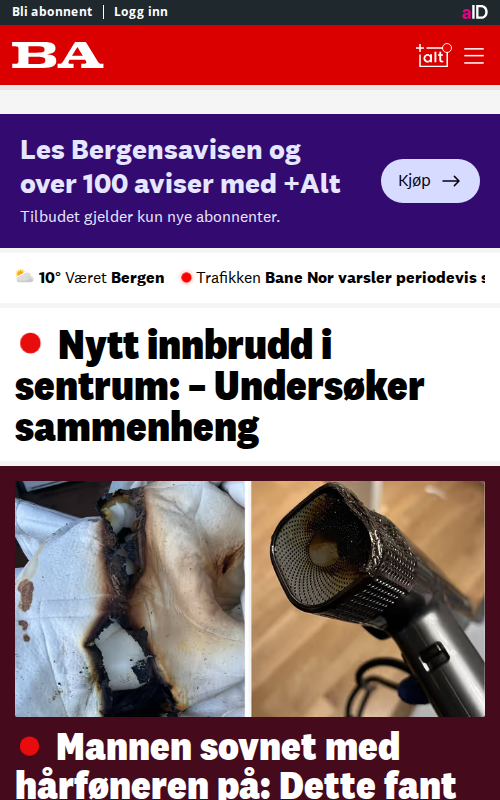 Bli abonnent | Logg inn
aID
BA
+alt
Les Bergensavisen og
over 100 aviser med +Alt
Tilbudet gjelder kun nye abonnenter.
Kjøp →
10° Været Bergen
Trafikken Bane Nor varsler periodevis s
Nytt innbrudd i
sentrum: – Undersøker
sammenheng
Mannen sovnet med
hårføneren på: Dette fant